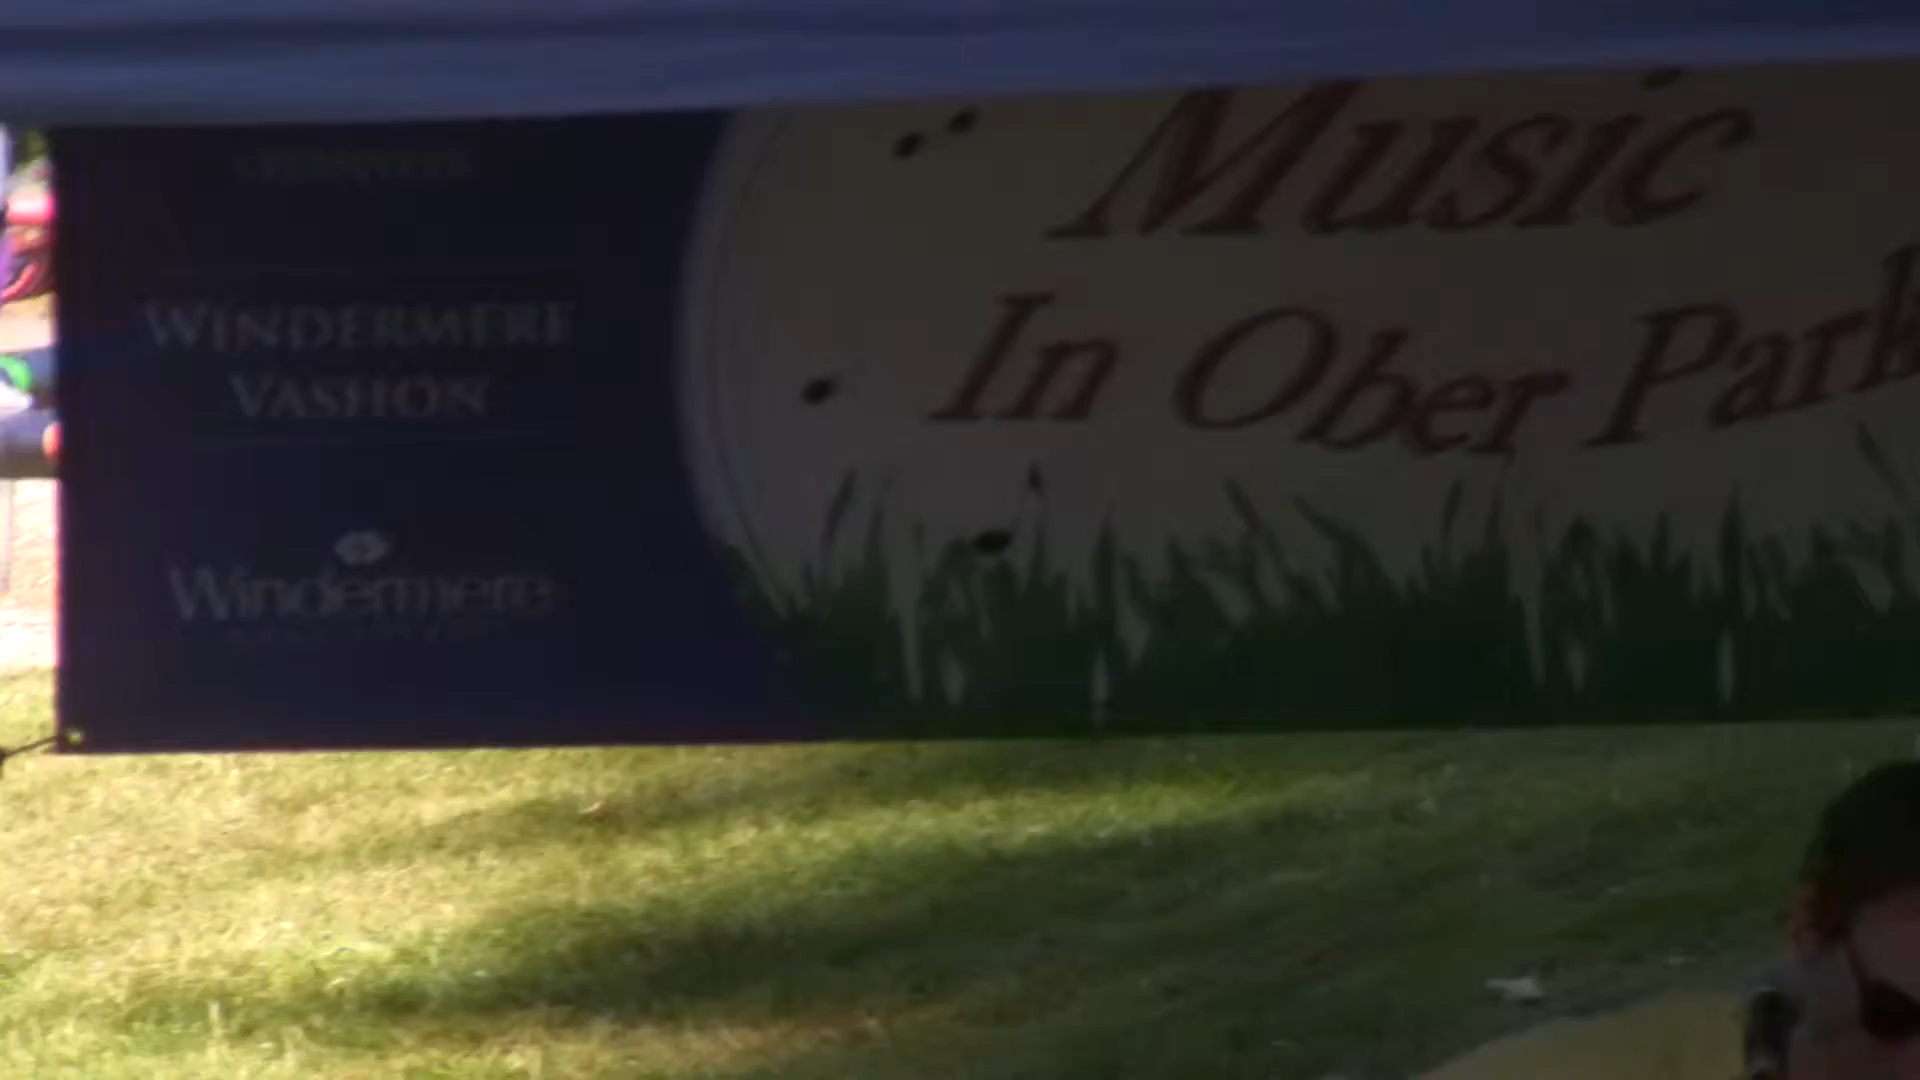 WINDERMERE
VASHON
Windermere
Music
In Ober Park